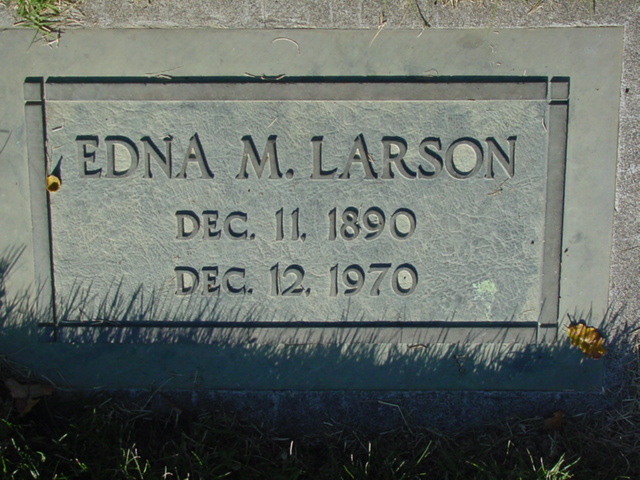 EDNA M. LARSON
DEC. 11. 1890
DEC. 12. 1970